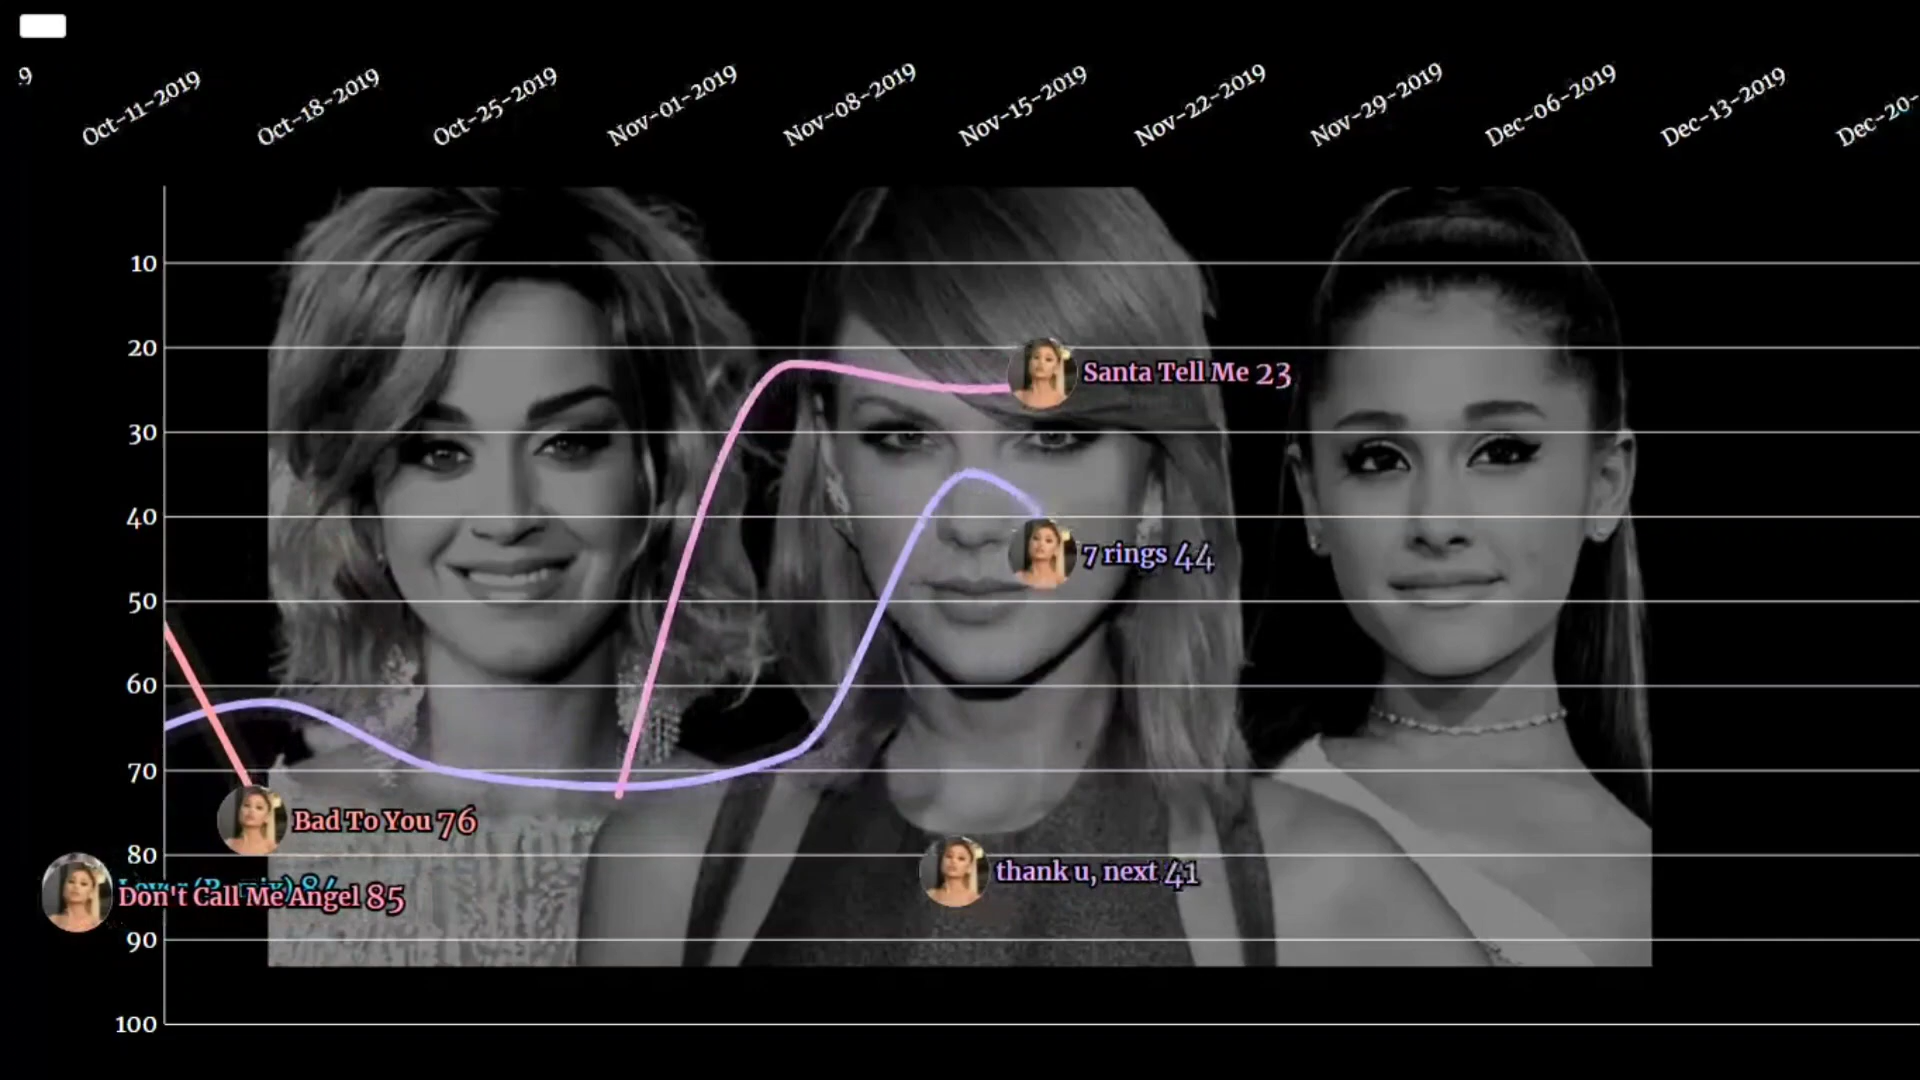 9
Oct-11-2019
Oct-18-2019
Oct-25-2019
Nov-01-2019
Nov-08-2019
Nov-15-2019
Nov-22-2019
Nov-29-2019
Dec-06-2019
Dec-13-2019
Dec-20-
10
20
Santa Tell Me 23
30
40
7 rings 44
50
60
70
Bad To You 76
80
thank u, next 41
84
Don't Call Me Angel 85
90
100